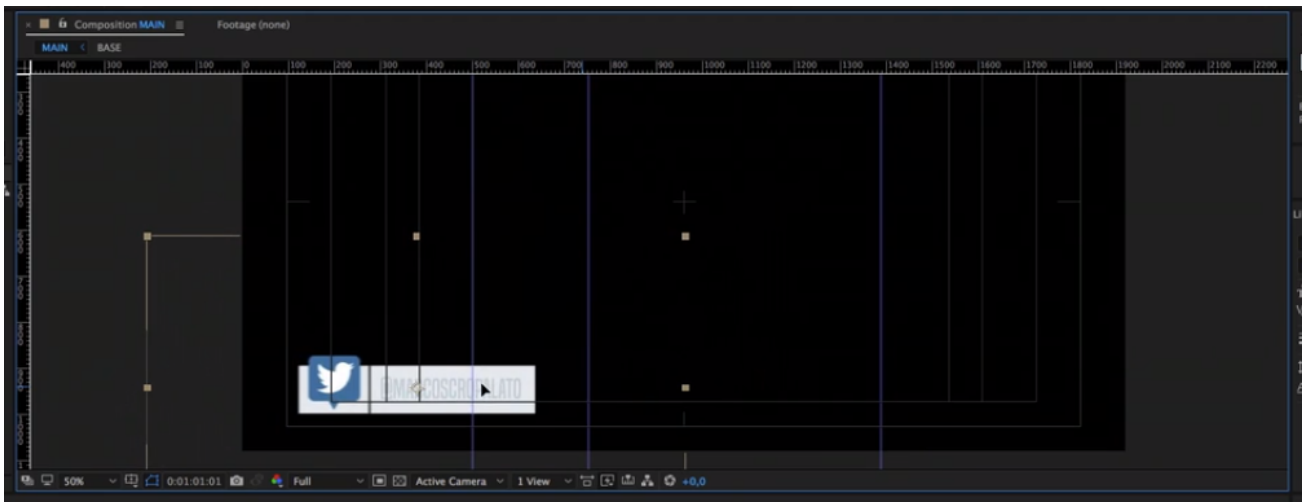 × Composition MAIN ≡ Footage (none)
MAIN < BASE
400 300 200 100 0 100 200 300 400 500 600 700 800 900 1000 1100 1200 1300 1400 1500 1600 1700 1800 1900 2000 2100 2200
50% 0:01:01:01 Full Active Camera 1 View +0,0